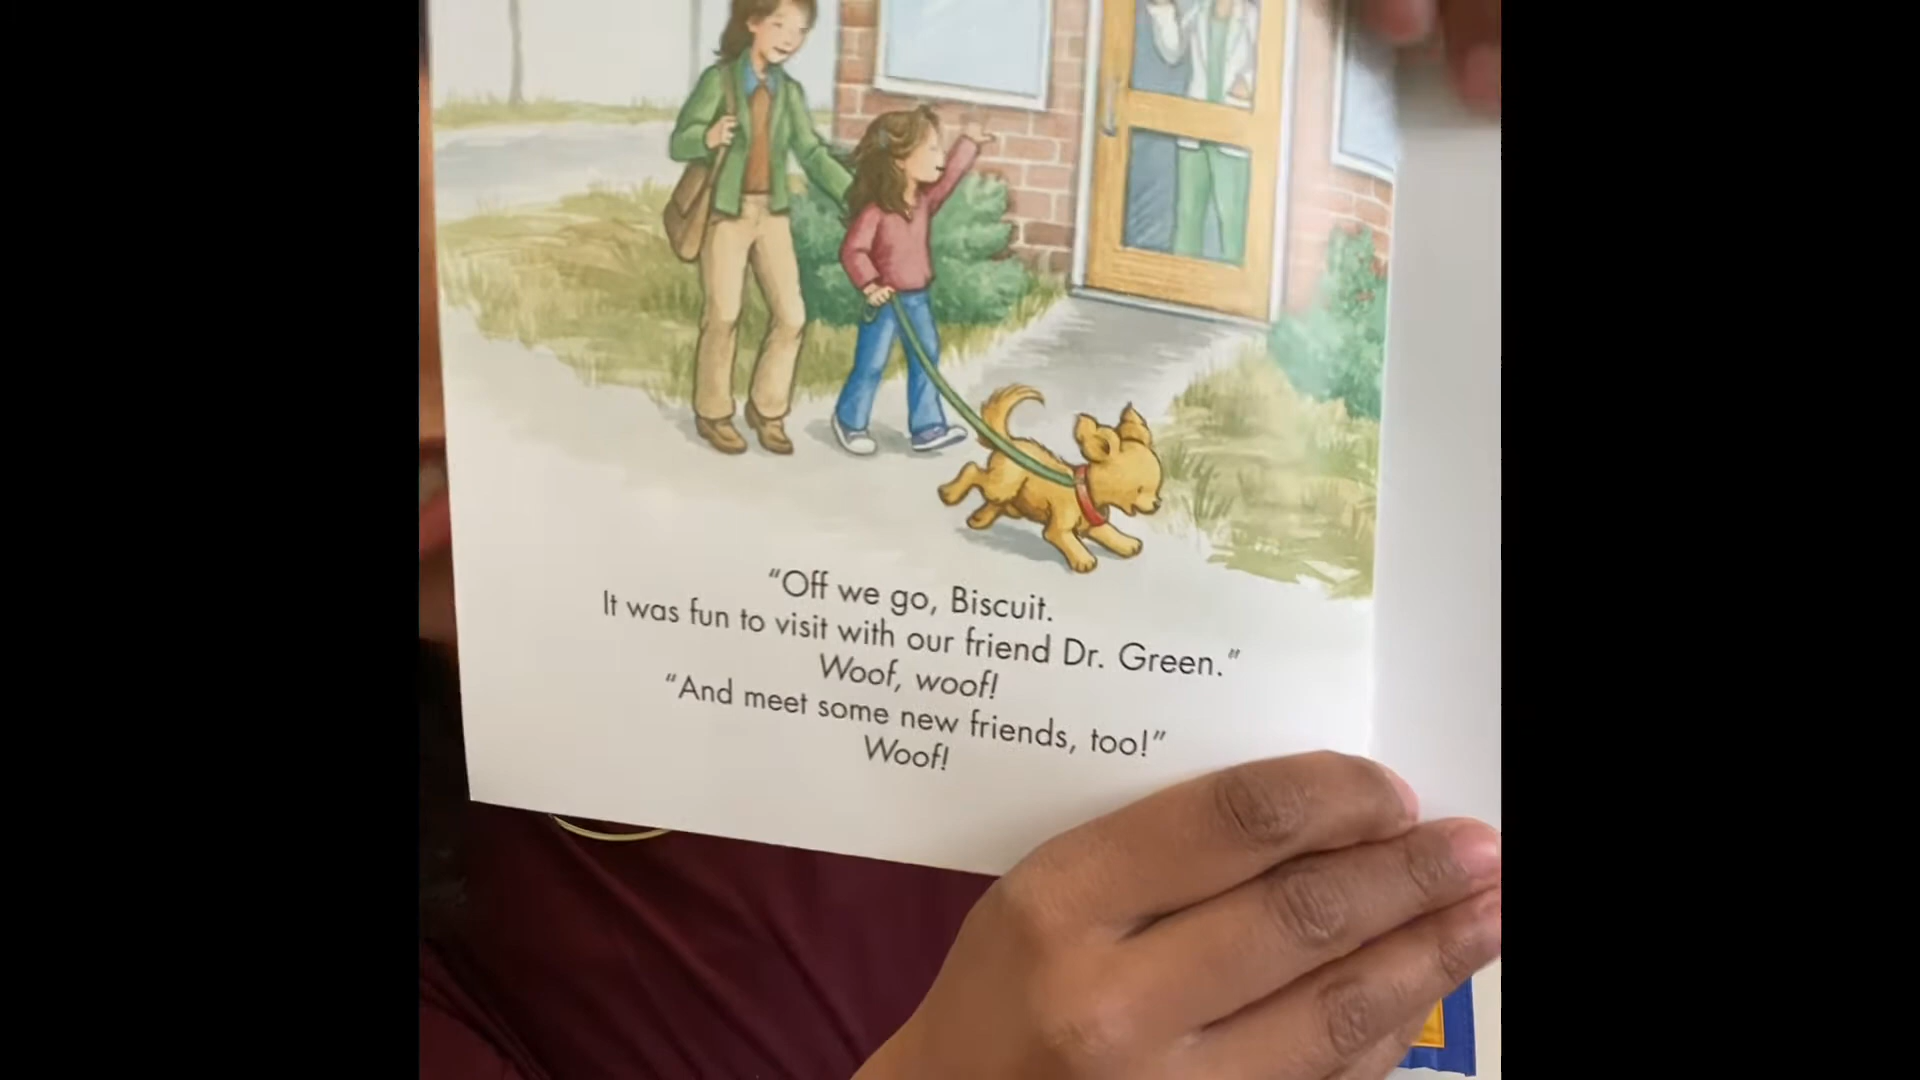 “Off we go, Biscuit.
It was fun to visit with our friend Dr. Green.”
Woof, woof!
“And meet some new friends, too!”
Woof!